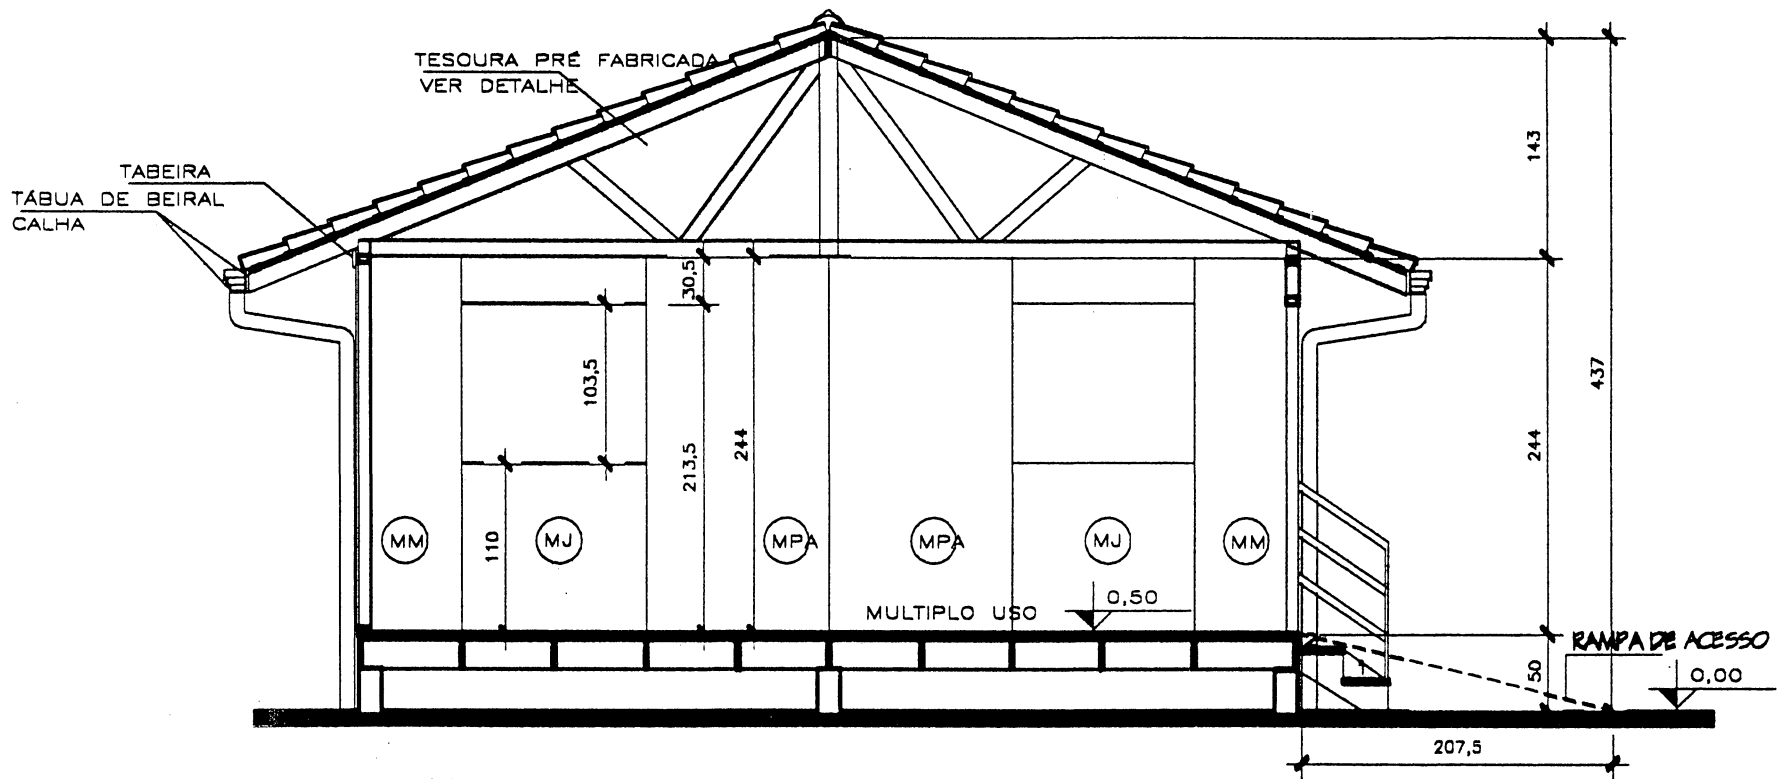 TESOURA PRÉ FABRICADA
VER DETALHE
TABEIRA
TÁBUA DE BEIRAL
CALHA
143
30,5
103,5
437
213,5
244
244
110
MM
MJ
MPA
MPA
MJ
MM
MULTIPLO USO
0,50
RAMPA DE ACESSO
50
1
0,00
207,5